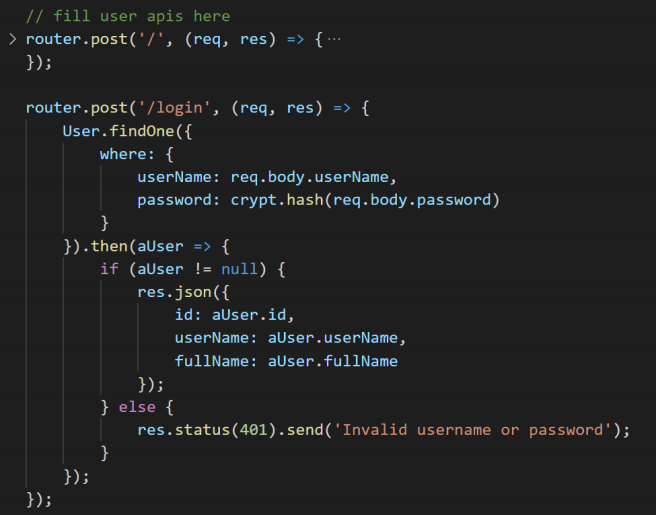 // fill user apis here
router.post('/', (req, res) => {…
});
router.post('/login', (req, res) => {
    User.findOne({
        where: {
            userName: req.body.userName,
            password: crypt.hash(req.body.password)
        }
    }).then(aUser => {
        if (aUser != null) {
            res.json({
                id: aUser.id,
                userName: aUser.userName,
                fullName: aUser.fullName
            });
        } else {
            res.status(401).send('Invalid username or password');
        }
    });
});